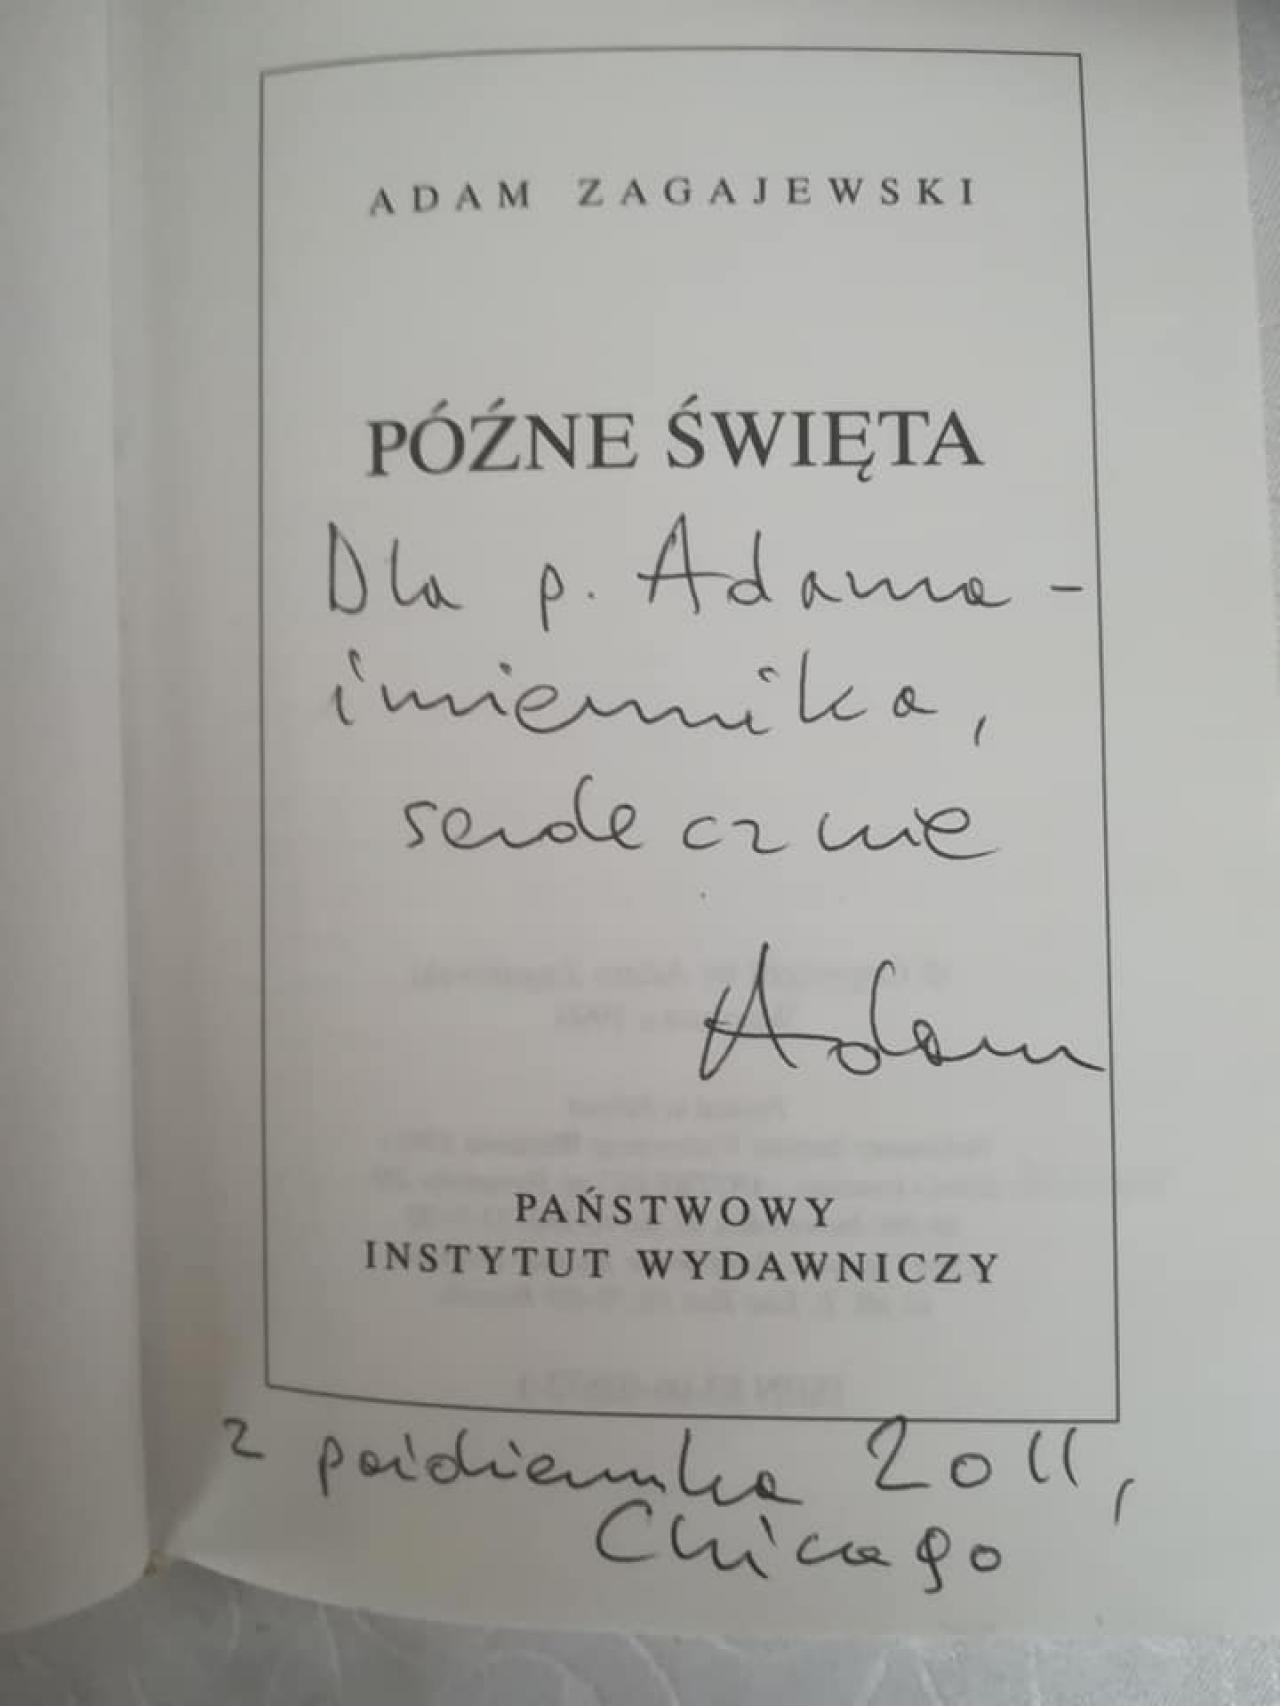 ADAM ZAGAJEWSKI
PÓŹNE ŚWIĘTA
Dla p. Adama –
imiennika,
serdecznie
Adam
PAŃSTWOWY
INSTYTUT WYDAWNICZY
2 października 2011,
Chicago